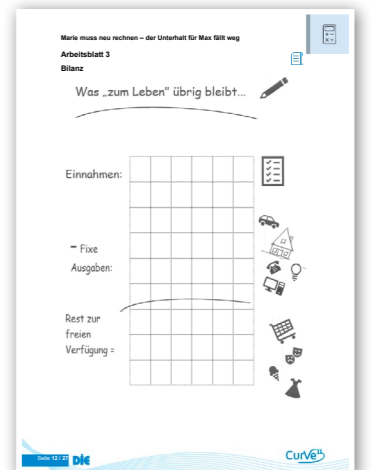 Marie muss neu rechnen – der Unterhalt für Max fällt weg
Arbeitsblatt 3
Bilanz
Was „zum Leben" übrig bleibt...
Einnahmen:
- Fixe
Ausgaben:
Rest zur
freien
Verfügung =
Seite 12 / 27
DIE
CurVe II